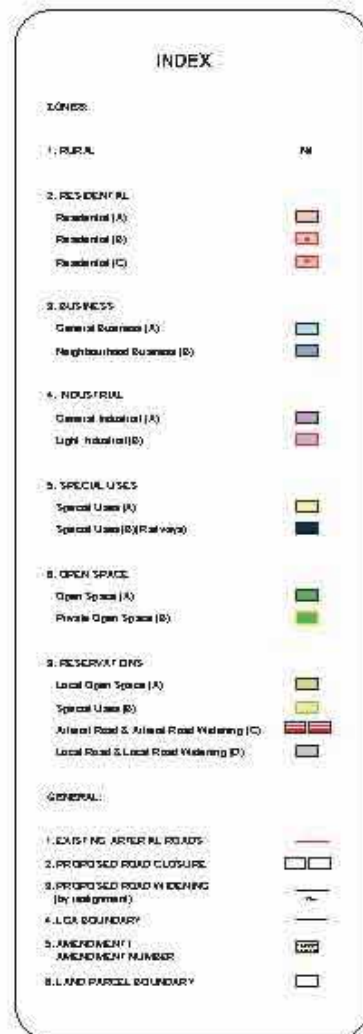 INDEX
ZONES:
1. RURAL Nil
2. RESIDENTIAL
Residential (A)
Residential (B)
Residential (C)
3. BUSINESS
General Business (A)
Neighbourhood Business (B)
4. INDUSTRIAL
General Industrial (A)
Light Industrial (B)
5. SPECIAL USES
Special Uses (A)
Special Uses (B) (Railways)
6. OPEN SPACE
Open Space (A)
Private Open Space (B)
9. RESERVATIONS
Local Open Space (A)
Special Uses (B)
Arterial Road & Arterial Road Widening (C)
Local Road & Local Road Widening (D)
GENERAL:
1. EXISTING ARTERIAL ROADS
2. PROPOSED ROAD CLOSURE
3. PROPOSED ROAD WIDENING
(by realignment)
4. LGA BOUNDARY
5. AMENDMENT /
AMENDMENT NUMBER
6. LAND PARCEL BOUNDARY